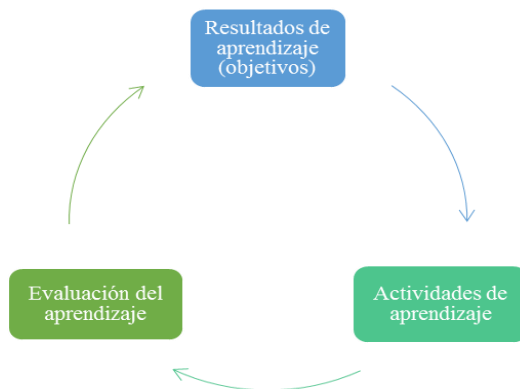 Resultados de
aprendizaje
(objetivos)
Actividades de
aprendizaje
Evaluación del
aprendizaje